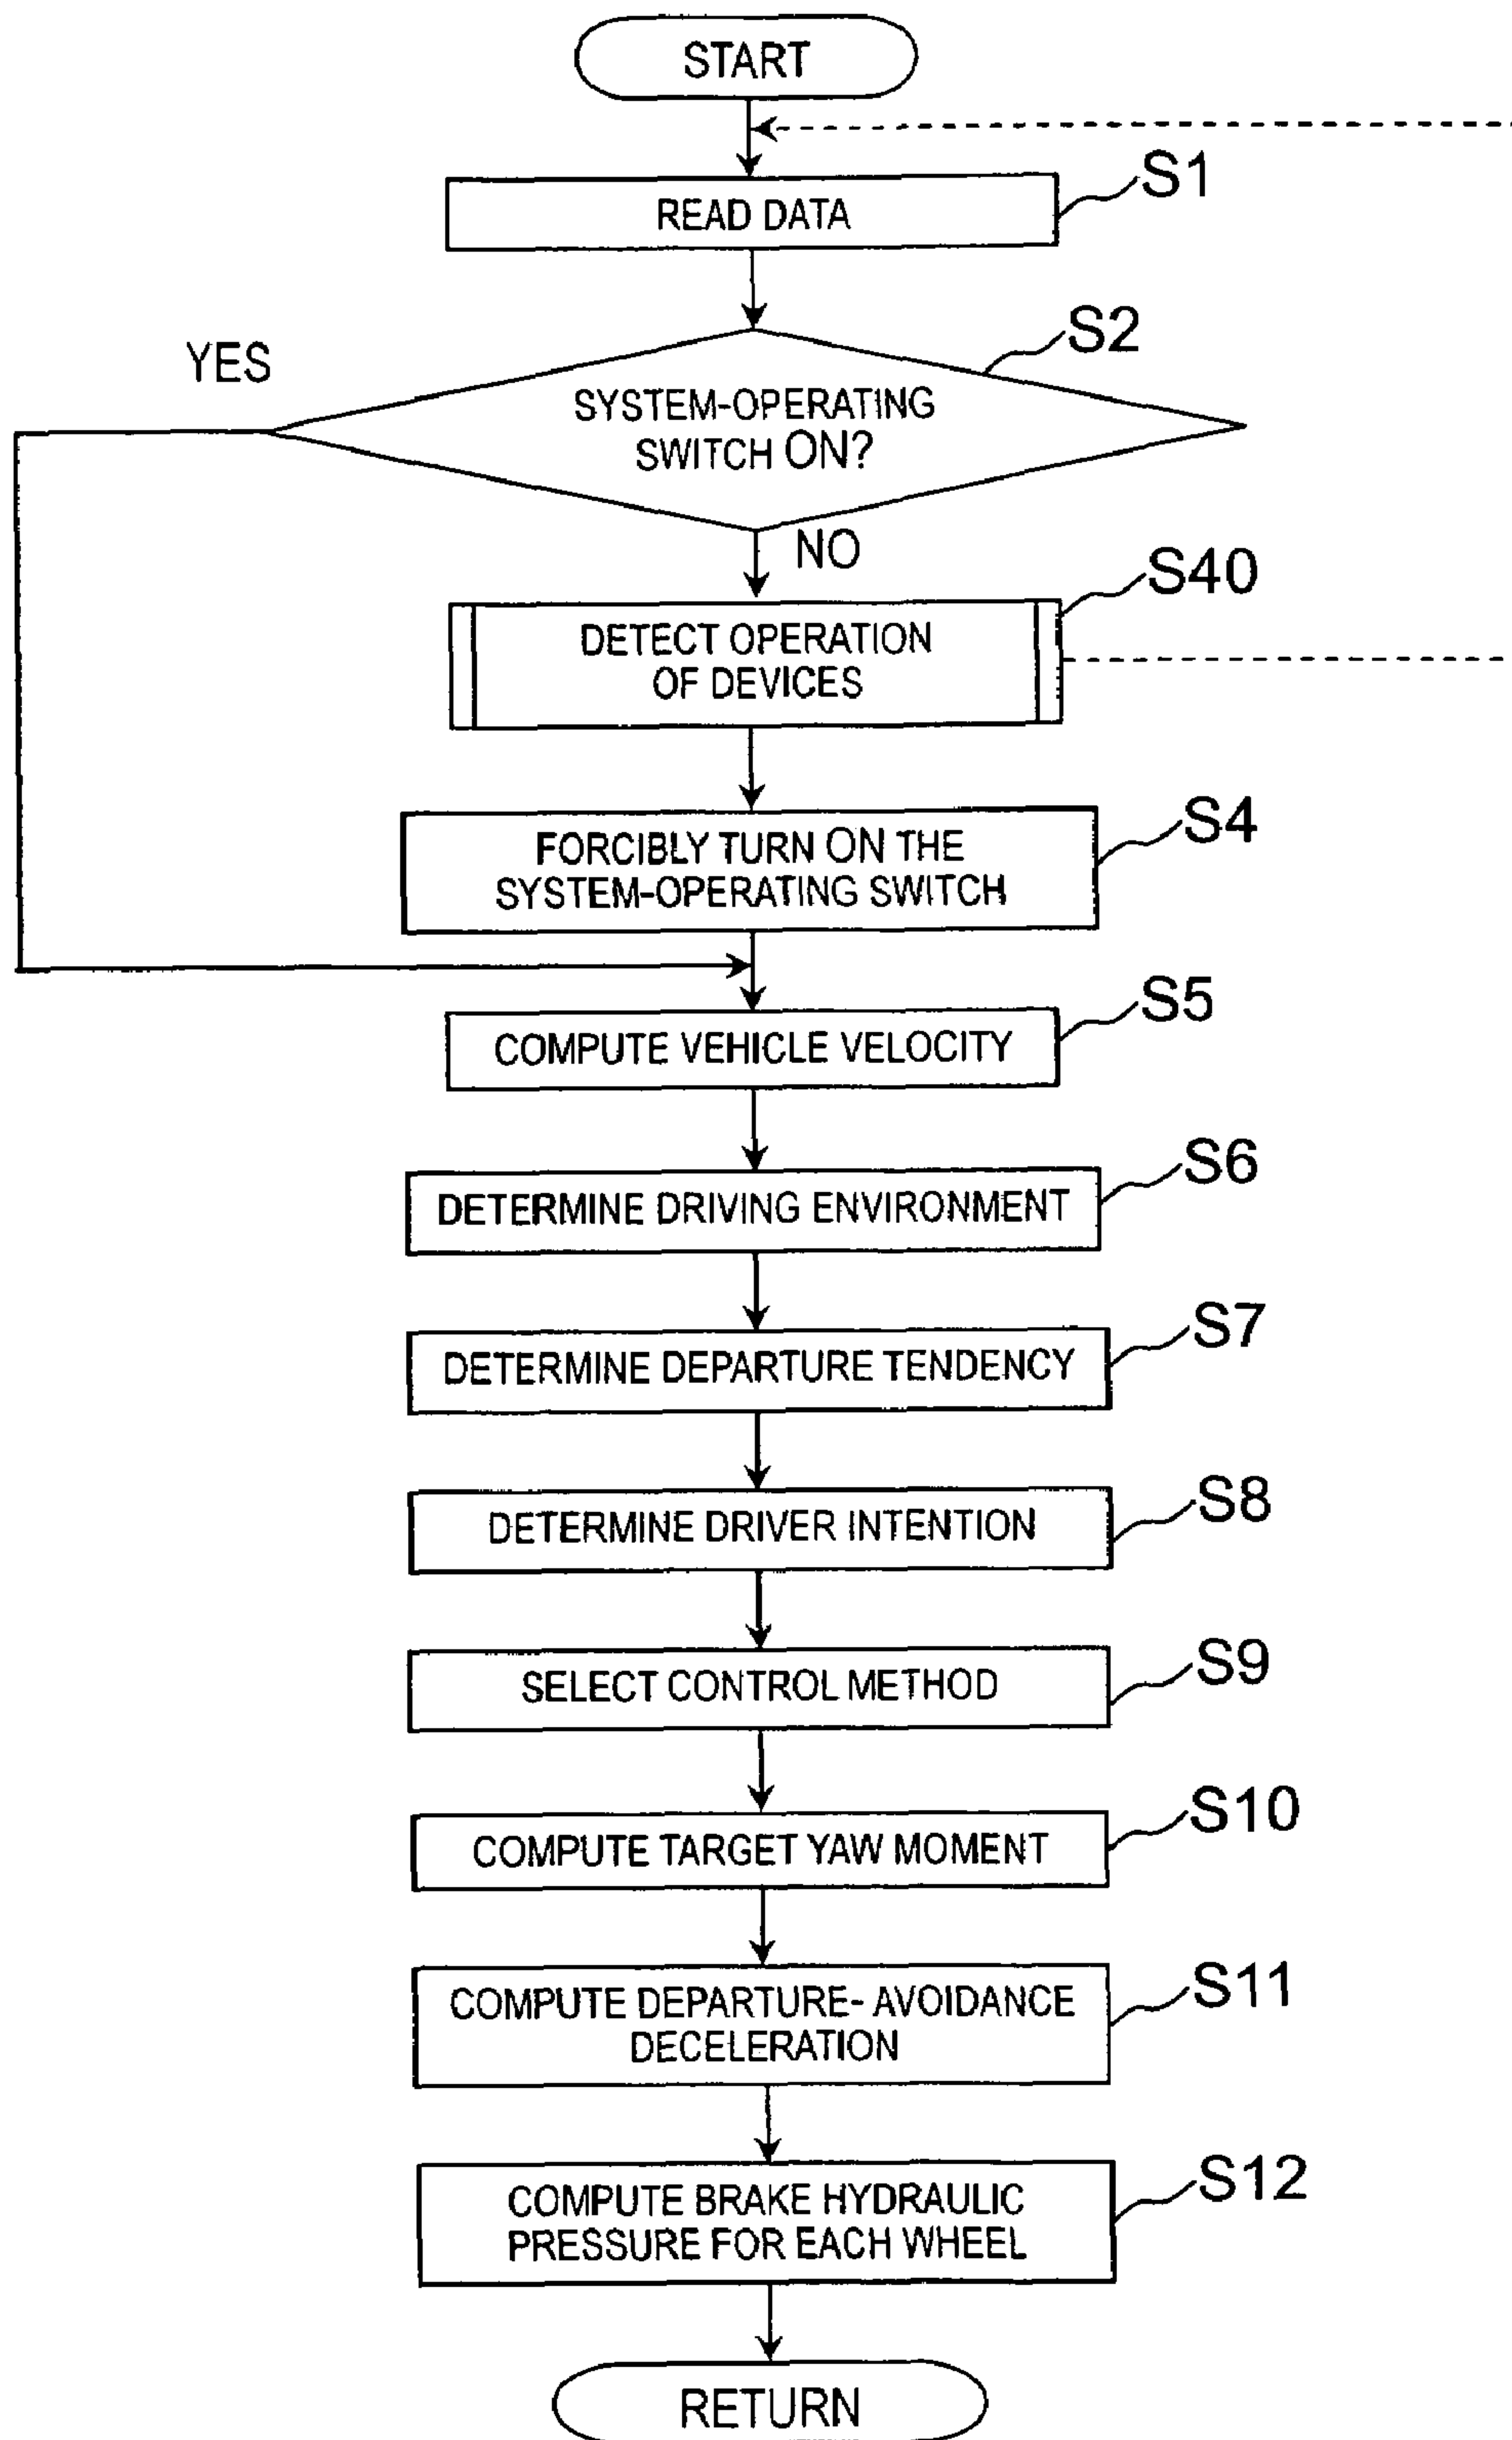 START
S1
READ DATA
S2
YES
SYSTEM-OPERATING
SWITCH ON?
NO
S40
DETECT OPERATION
OF DEVICES
S4
FORCIBLY TURN ON THE
SYSTEM-OPERATING SWITCH
S5
COMPUTE VEHICLE VELOCITY
S6
DETERMINE DRIVING ENVIRONMENT
S7
DETERMINE DEPARTURE TENDENCY
S8
DETERMINE DRIVER INTENTION
S9
SELECT CONTROL METHOD
S10
COMPUTE TARGET YAW MOMENT
S11
COMPUTE DEPARTURE- AVOIDANCE
DECELERATION
S12
COMPUTE BRAKE HYDRAULIC
PRESSURE FOR EACH WHEEL
RETURN